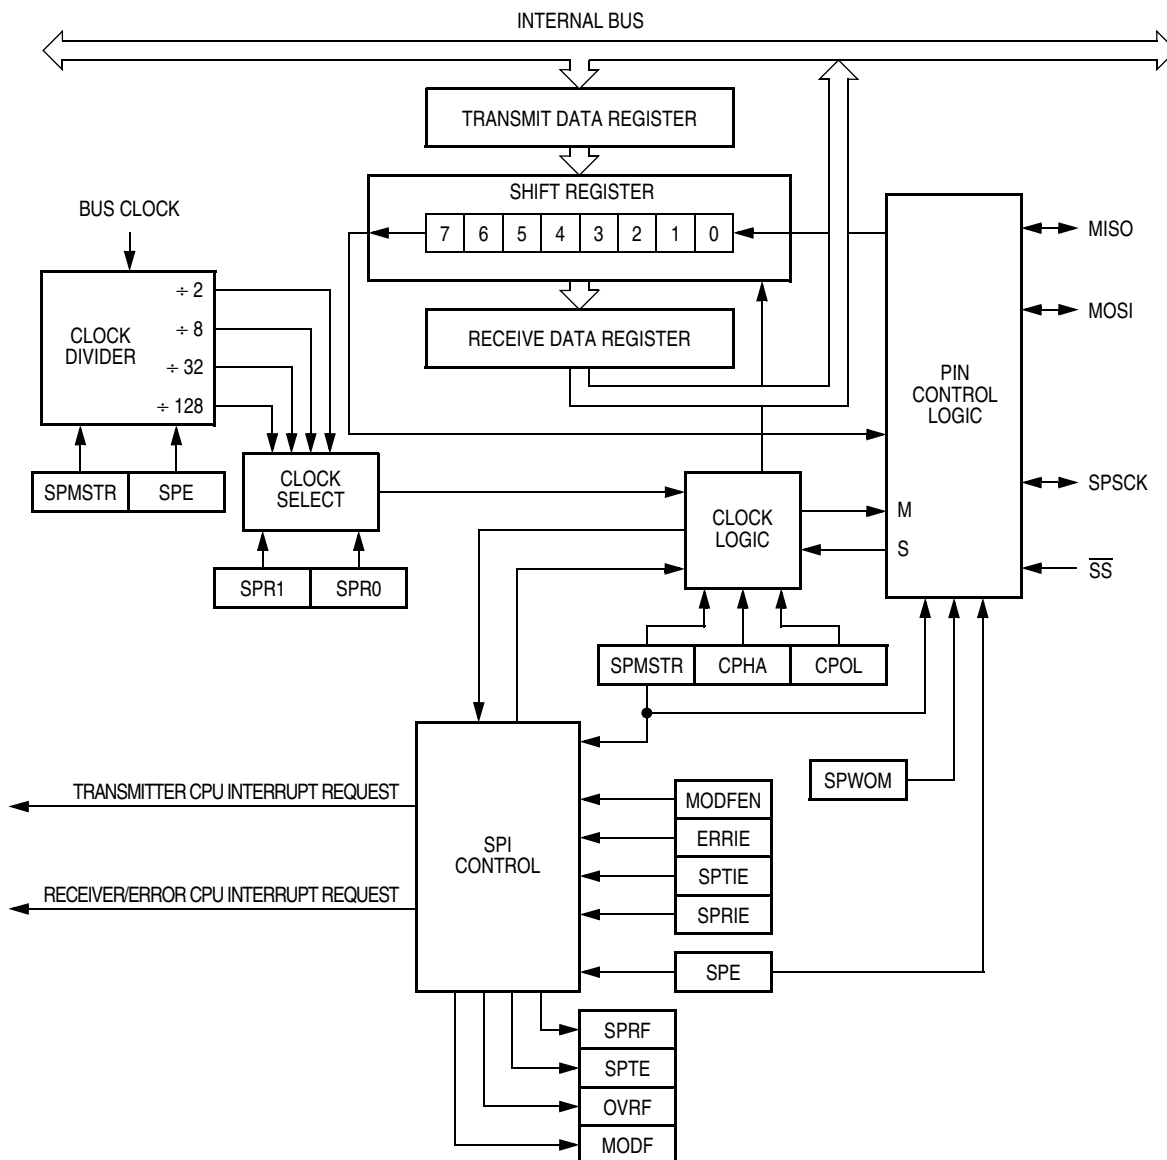 INTERNAL BUS
TRANSMIT DATA REGISTER
SHIFT REGISTER
7 6 5 4 3 2 1 0
RECEIVE DATA REGISTER
BUS CLOCK
÷ 2
÷ 8
÷ 32
÷ 128
CLOCK
DIVIDER
SPMSTR SPE
CLOCK
SELECT
SPR1 SPR0
CLOCK
LOGIC
SPMSTR CPHA CPOL
PIN
CONTROL
LOGIC
M
S
MISO
MOSI
SPSCK
SS
SPWOM
TRANSMITTER CPU INTERRUPT REQUEST
RECEIVER/ERROR CPU INTERRUPT REQUEST
SPI
CONTROL
MODFEN
ERRIE
SPTIE
SPRIE
SPE
SPRF
SPTE
OVRF
MODF